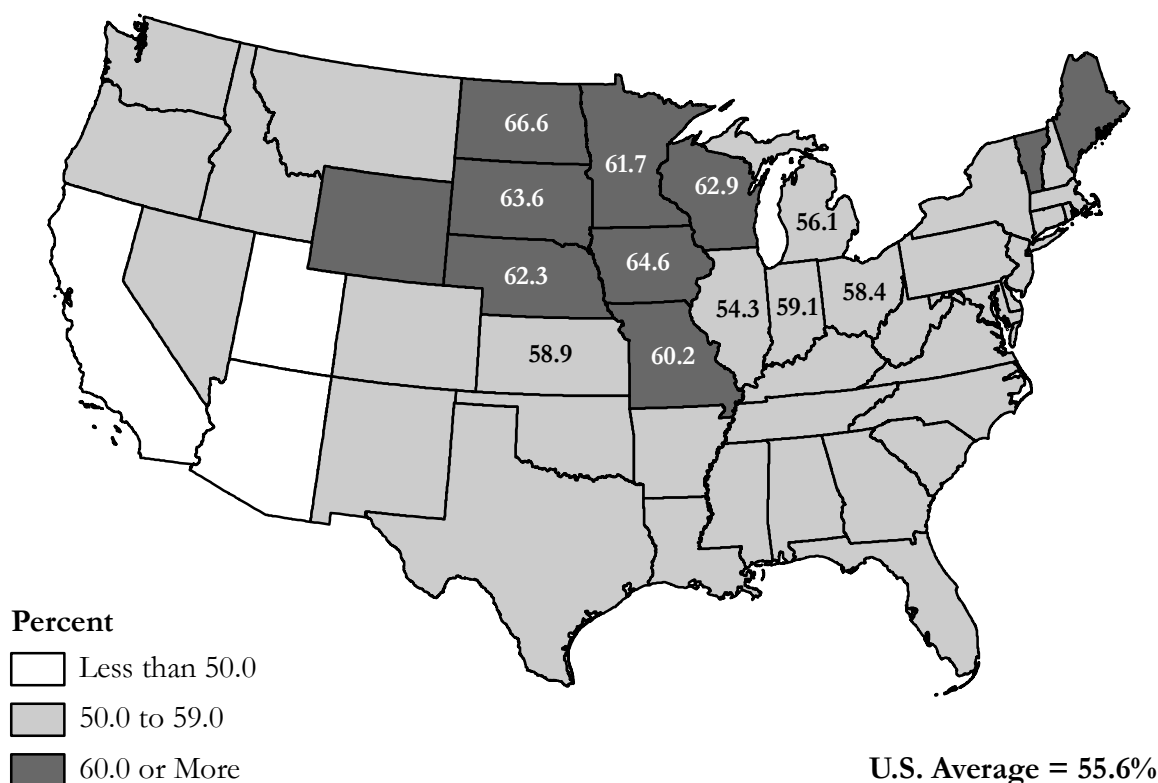 66.6
61.7
62.9
63.6
56.1
64.6
62.3
58.4
54.3
59.1
58.9
60.2
Percent
Less than 50.0
50.0 to 59.0
60.0 or More
U.S. Average = 55.6%